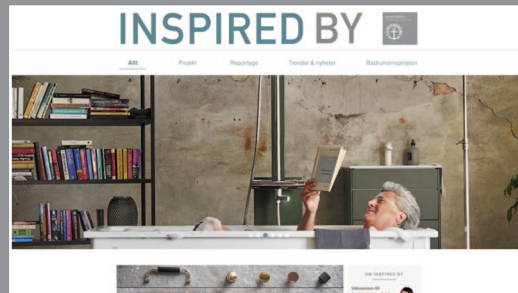 INSPIRED BY
Allt Projekt Reportage Trender & nyheter Badrumsinspiration
OM INSPIRED BY
Välkommen till